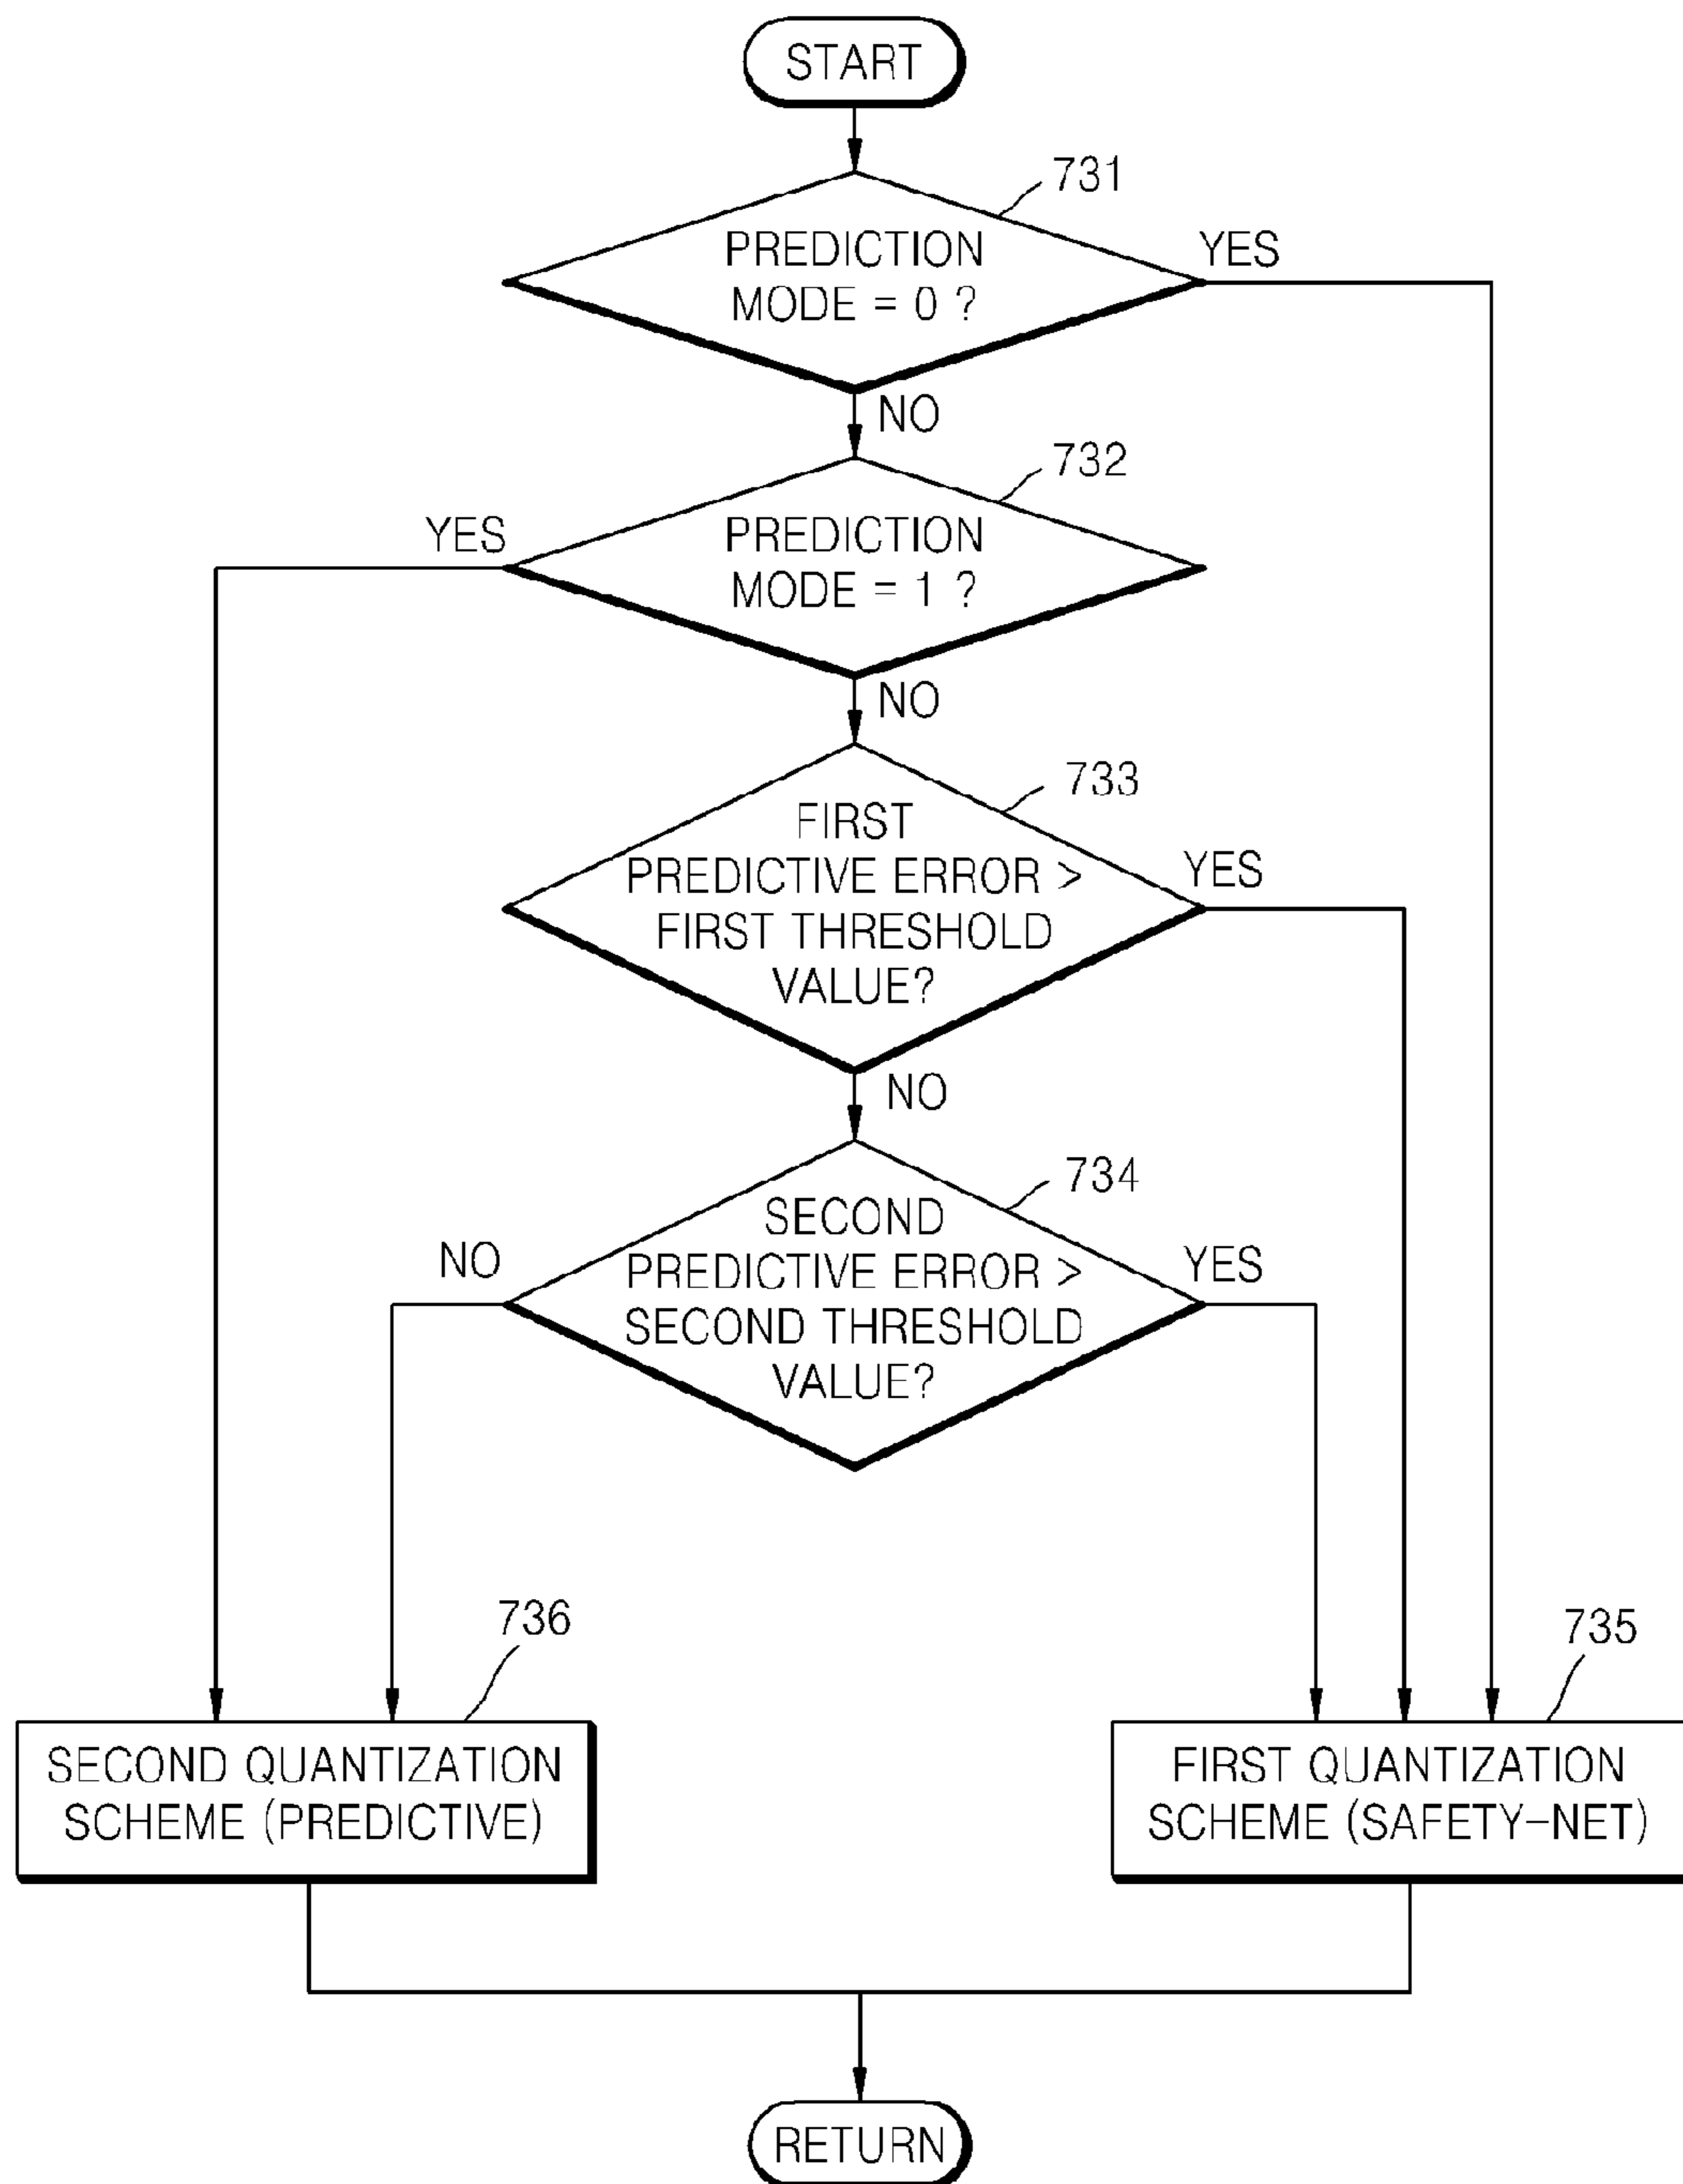 START
731
PREDICTION
MODE = 0 ?
YES
NO
732
PREDICTION
MODE = 1 ?
YES
NO
733
FIRST
PREDICTIVE ERROR >
FIRST THRESHOLD
VALUE?
YES
NO
734
SECOND
PREDICTIVE ERROR >
SECOND THRESHOLD
VALUE?
NO
YES
736
SECOND QUANTIZATION
SCHEME (PREDICTIVE)
735
FIRST QUANTIZATION
SCHEME (SAFETY-NET)
RETURN